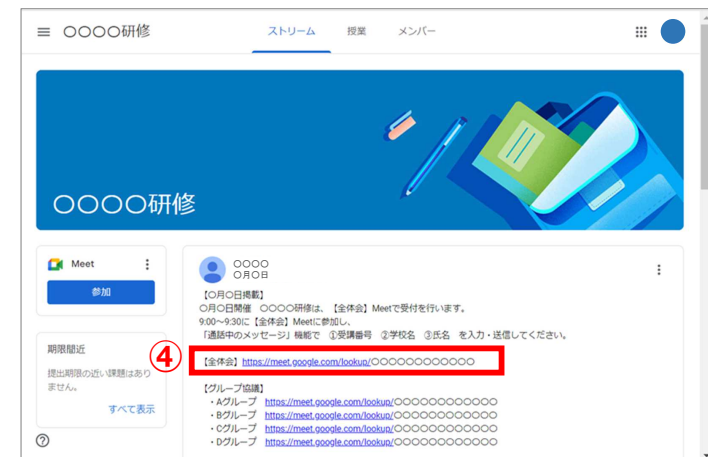 〇〇〇〇研修
ストリーム 授業 メンバー
〇〇〇〇研修
Meet
参加
期限間近
提出期限の近い課題はあり
ません。
すべて表示
〇〇〇〇
〇月〇日
【〇月〇日掲載】
〇月〇日開催 〇〇〇〇研修は、【全体会】Meetで受付を行います。
9:00～9:30に【全体会】Meetに参加し、
「通話中のメッセージ」機能で ①受講番号 ②学校名 ③氏名 を入力・送信してください。
④
【全体会】https://meet.google.com/lookup/〇〇〇〇〇〇〇〇〇〇〇〇
【グループ協議】
・Aグループ https://meet.google.com/lookup/〇〇〇〇〇〇〇〇〇〇〇〇
・Bグループ https://meet.google.com/lookup/〇〇〇〇〇〇〇〇〇〇〇〇
・Cグループ https://meet.google.com/lookup/〇〇〇〇〇〇〇〇〇〇〇〇
・Dグループ https://meet.google.com/lookup/〇〇〇〇〇〇〇〇〇〇〇〇